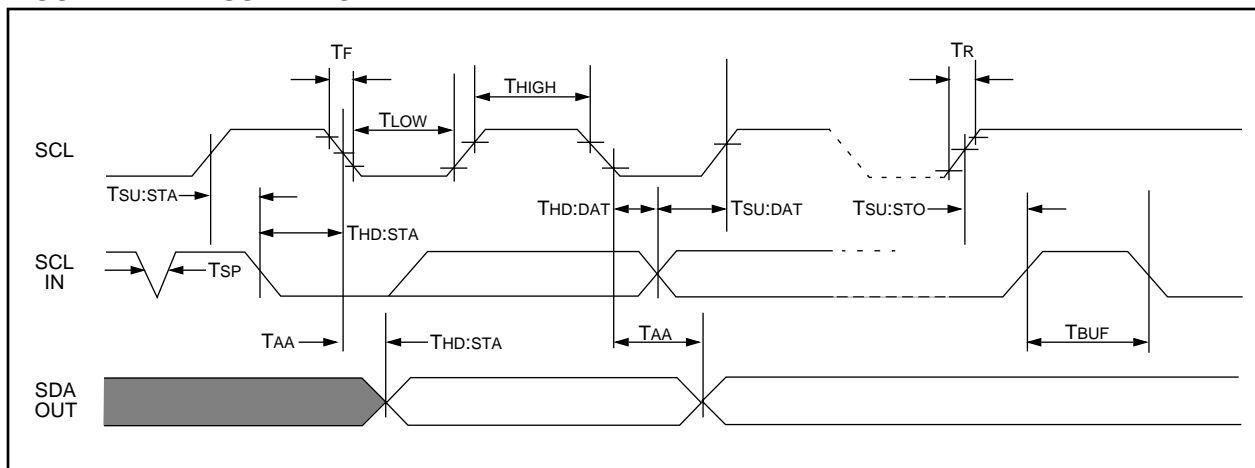 TF
TR
THIGH
TLOW
SCL
TSU:STA
THD:DAT
TSU:DAT
TSU:STO
THD:STA
SCL
IN
TSP
TAA
THD:STA
TAA
TBUF
SDA
OUT